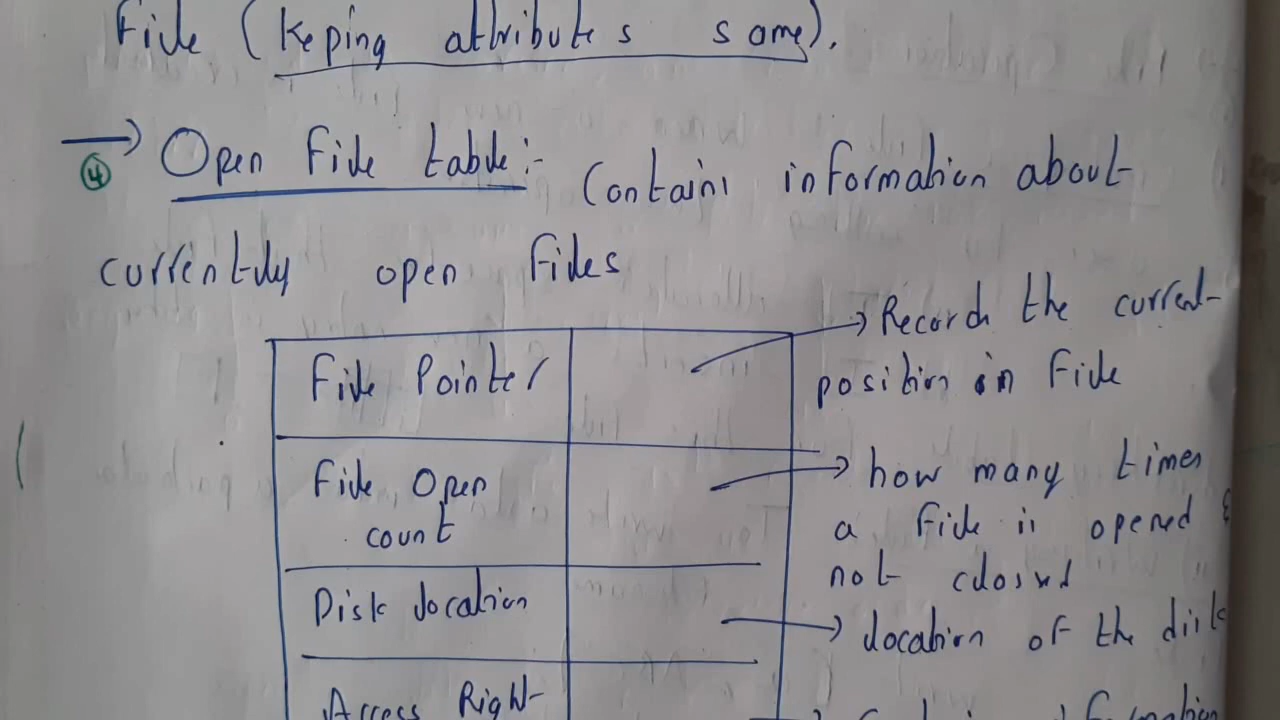 File (Keping attributes same).
→ Open File table:- Contains information about
④
currently open files
File Pointer → Record the current
position in File
File Open → how many times
count a File is opened &
not closed
Disk location → location of the disk
Access Right